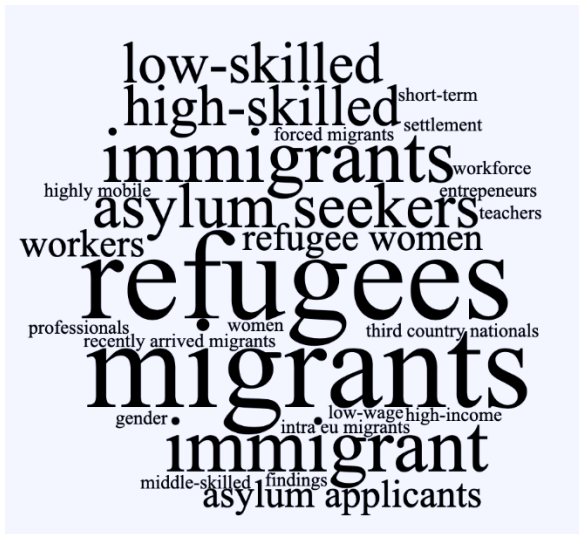 low-skilled
high-skilled
short-term
forced migrants
settlement
immigrants
workforce
highly mobile
entrepeneurs
asylum seekers
teachers
workers
refugee women
refugees
professionals
women
third country nationals
recently arrived migrants
migrants
gender
low-wage
high-income
intra eu migrants
immigrant
middle-skilled
findings
asylum applicants